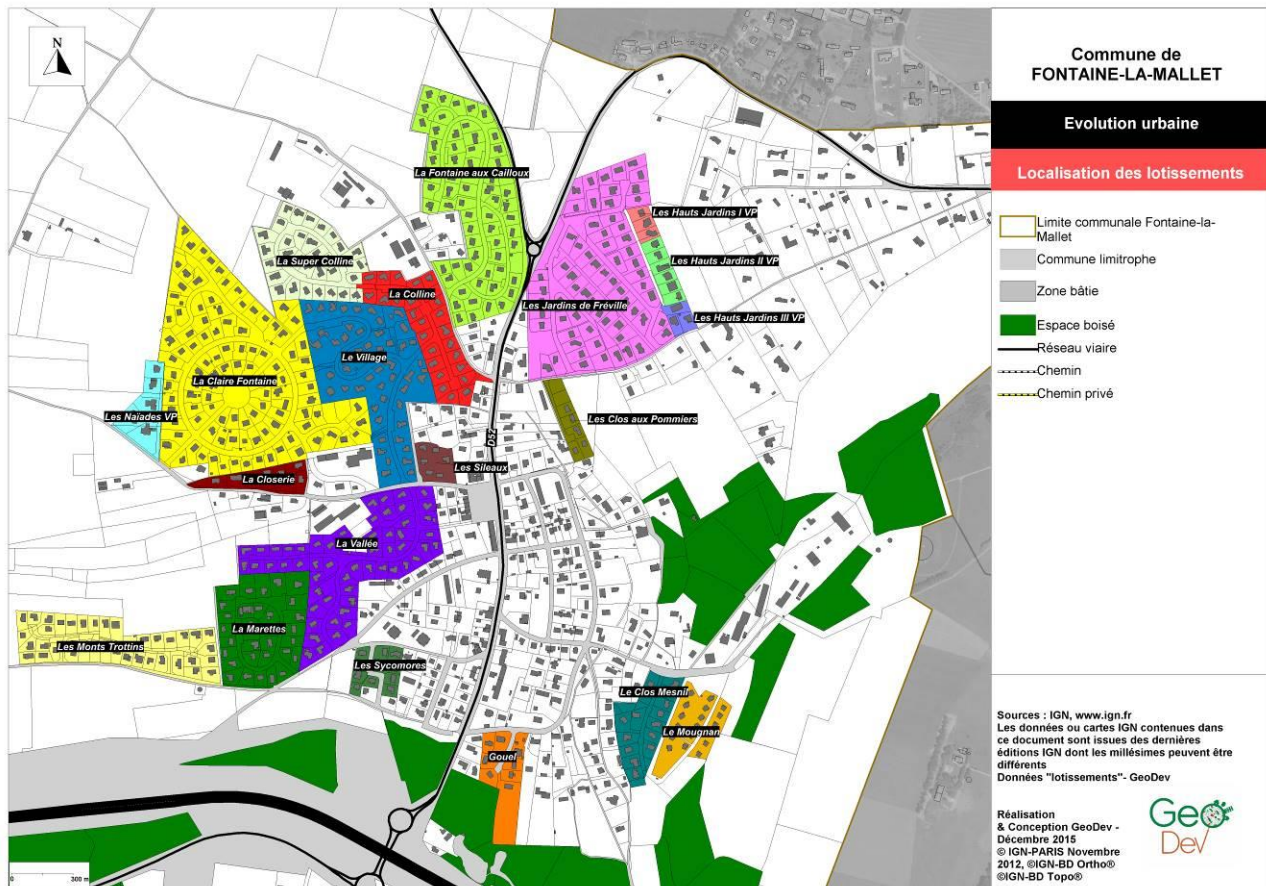 N
La Fontaine aux Cailloux
Les Hauts Jardins I VP
La Super Colline
Les Hauts Jardins II VP
La Colline
Les Jardins de Fréville
Les Hauts Jardins III VP
Le Village
La Claire Fontaine
Les Naïades VP
Les Clos aux Pommiers
D52
Les Sileaux
La Closerie
La Vallée
La Marettes
Les Monts Trottins
Les Sycomores
Le Clos Mesnil
Le Mougnan
Gouel
0 300 m
Commune de
FONTAINE-LA-MALLET
Evolution urbaine
Localisation des lotissements
Limite communale Fontaine-la-
Mallet
Commune limitrophe
Zone bâtie
Espace boisé
Réseau viaire
Chemin
Chemin privé
Sources : IGN, www.ign.fr
Les données ou cartes IGN contenues dans
ce document sont issues des dernières
éditions IGN dont les millésimes peuvent être
différents
Données "lotissements"- GeoDev
Réalisation
& Conception GeoDev -
Décembre 2015
© IGN-PARIS Novembre
2012, ©IGN-BD Ortho®
©IGN-BD Topo®
Geo
Dev